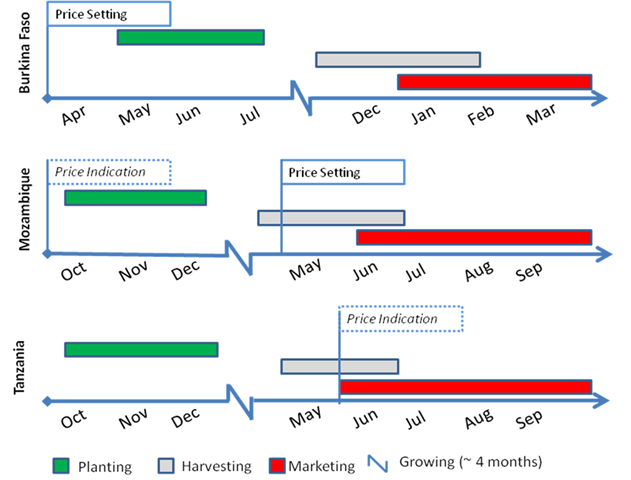 Burkina Faso
Price Setting
Apr May Jun Jul Dec Jan Feb Mar
Mozambique
Price Indication
Price Setting
Oct Nov Dec May Jun Jul Aug Sep
Tanzania
Price Indication
Oct Nov Dec May Jun Jul Aug Sep
Planting Harvesting Marketing Growing (~ 4 months)